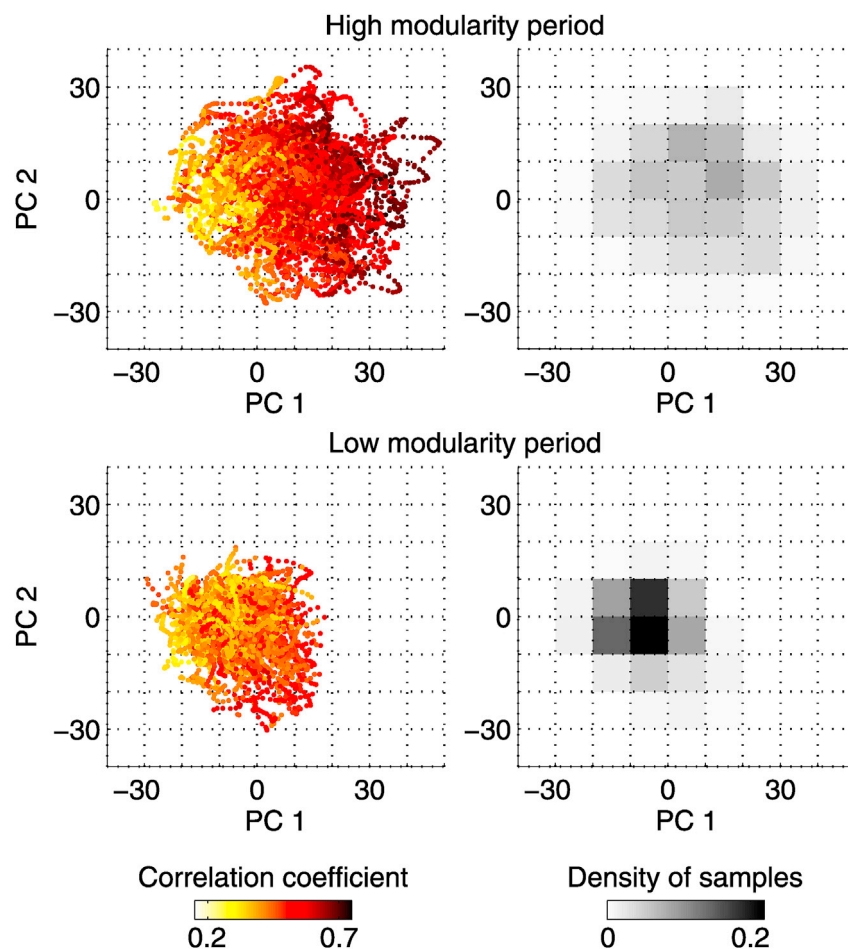 High modularity period
30
0
−30
PC 2
−30 0 30
PC 1
30
0
−30
−30 0 30
PC 1
Low modularity period
30
0
−30
PC 2
−30 0 30
PC 1
30
0
−30
−30 0 30
PC 1
Correlation coefficient
0.2 0.7
Density of samples
0 0.2